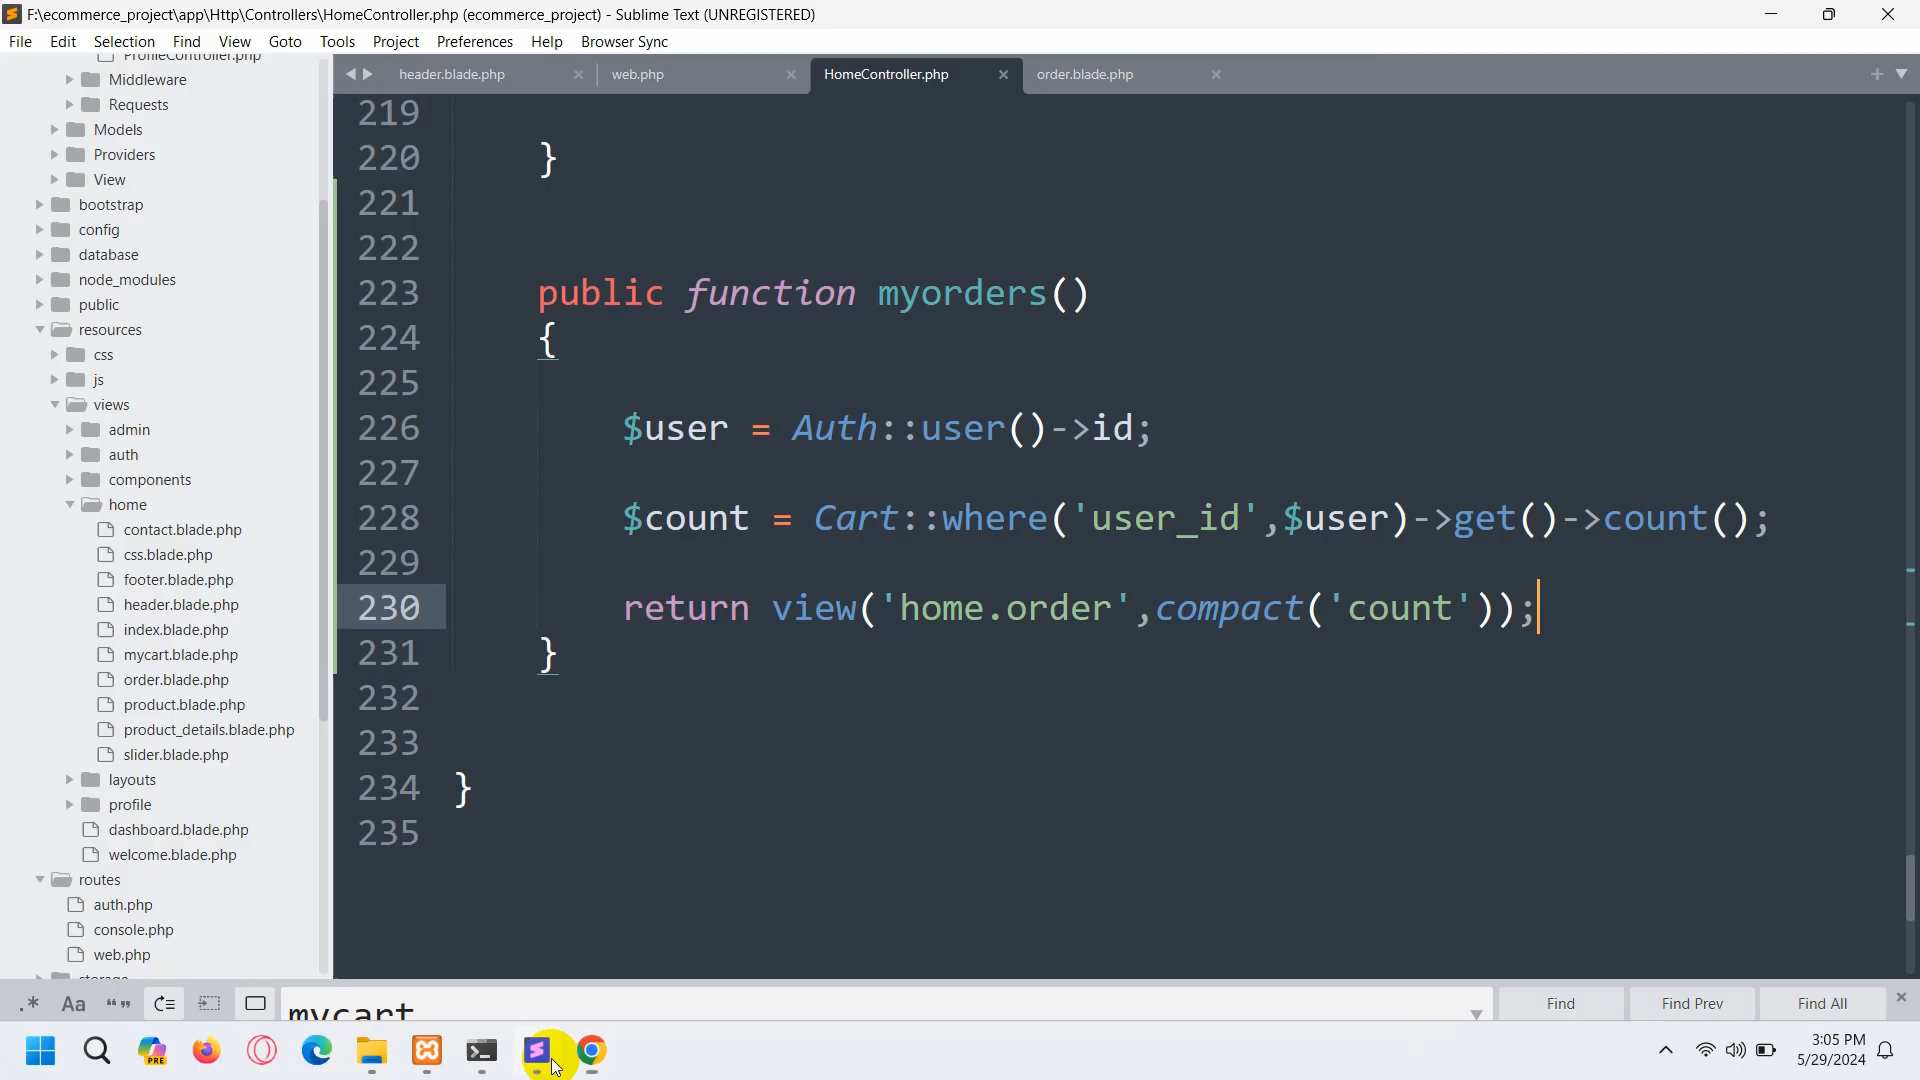 F:\ecommerce_project\app\Http\Controllers\HomeController.php (ecommerce_project) - Sublime Text (UNREGISTERED)
File Edit Selection Find View Goto Tools Project Preferences Help Browser Sync
ProfileController.php
Middleware
Requests
Models
Providers
View
bootstrap
config
database
node_modules
public
resources
css
js
views
admin
auth
components
home
contact.blade.php
css.blade.php
footer.blade.php
header.blade.php
index.blade.php
mycart.blade.php
order.blade.php
product.blade.php
product_details.blade.php
slider.blade.php
layouts
profile
dashboard.blade.php
welcome.blade.php
routes
auth.php
console.php
web.php
storage
header.blade.php web.php HomeController.php order.blade.php
219
220 }
221
222
223 public function myorders()
224 {
225
226 $user = Auth::user()->id;
227
228 $count = Cart::where('user_id',$user)->get()->count();
229
230 return view('home.order',compact('count'));
231 }
232
233
234 }
235
.* Aa “” mycart Find Find Prev Find All
PRE
3:05 PM
5/29/2024